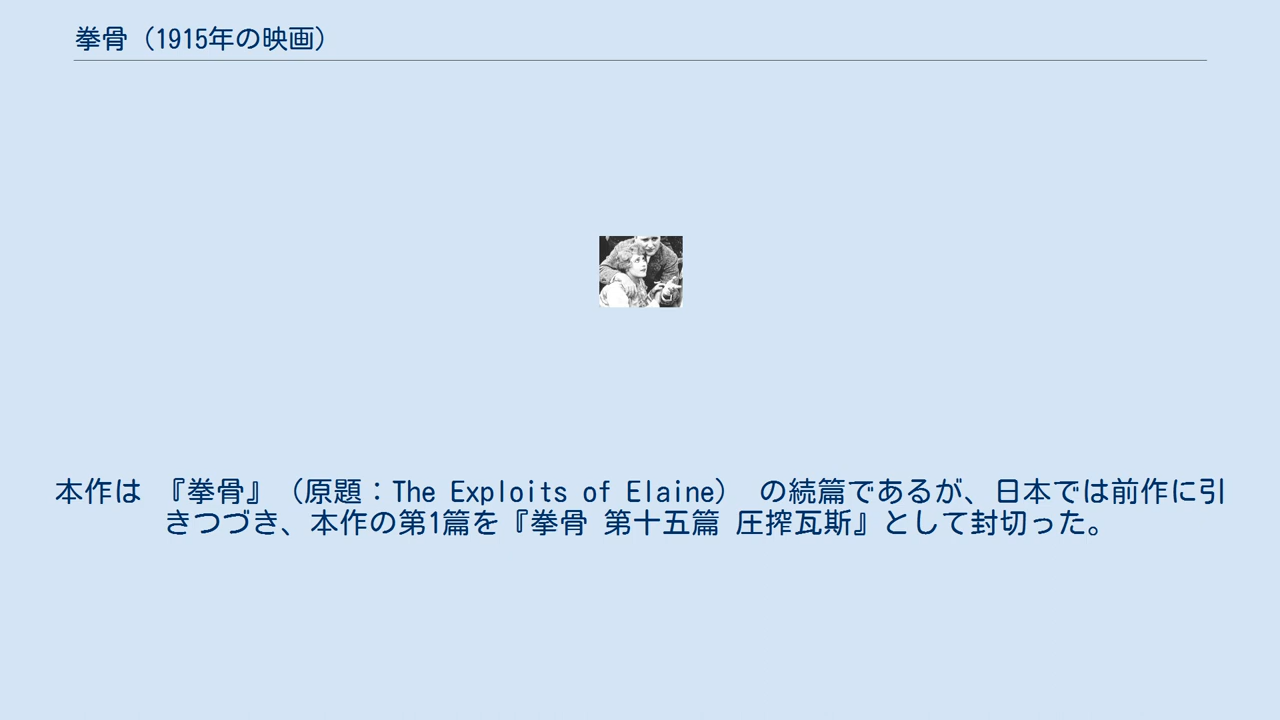 拳骨（1915年の映画）
本作は 『拳骨』（原題：The Exploits of Elaine） の続篇であるが、日本では前作に引
きつづき、本作の第1篇を『拳骨 第十五篇 圧搾瓦斯』として封切った。